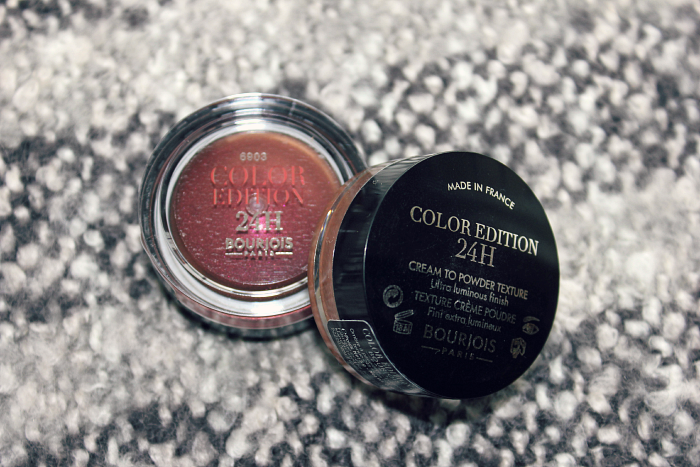 6903
COLOR
EDITION
24H
BOURJOIS
PARIS
MADE IN FRANCE
COLOR EDITION
24H
CREAM TO POWDER TEXTURE
Ultra luminous finish
TEXTURE CRÈME POUDRE
Fini extra lumineux
BOURJOIS
PARIS